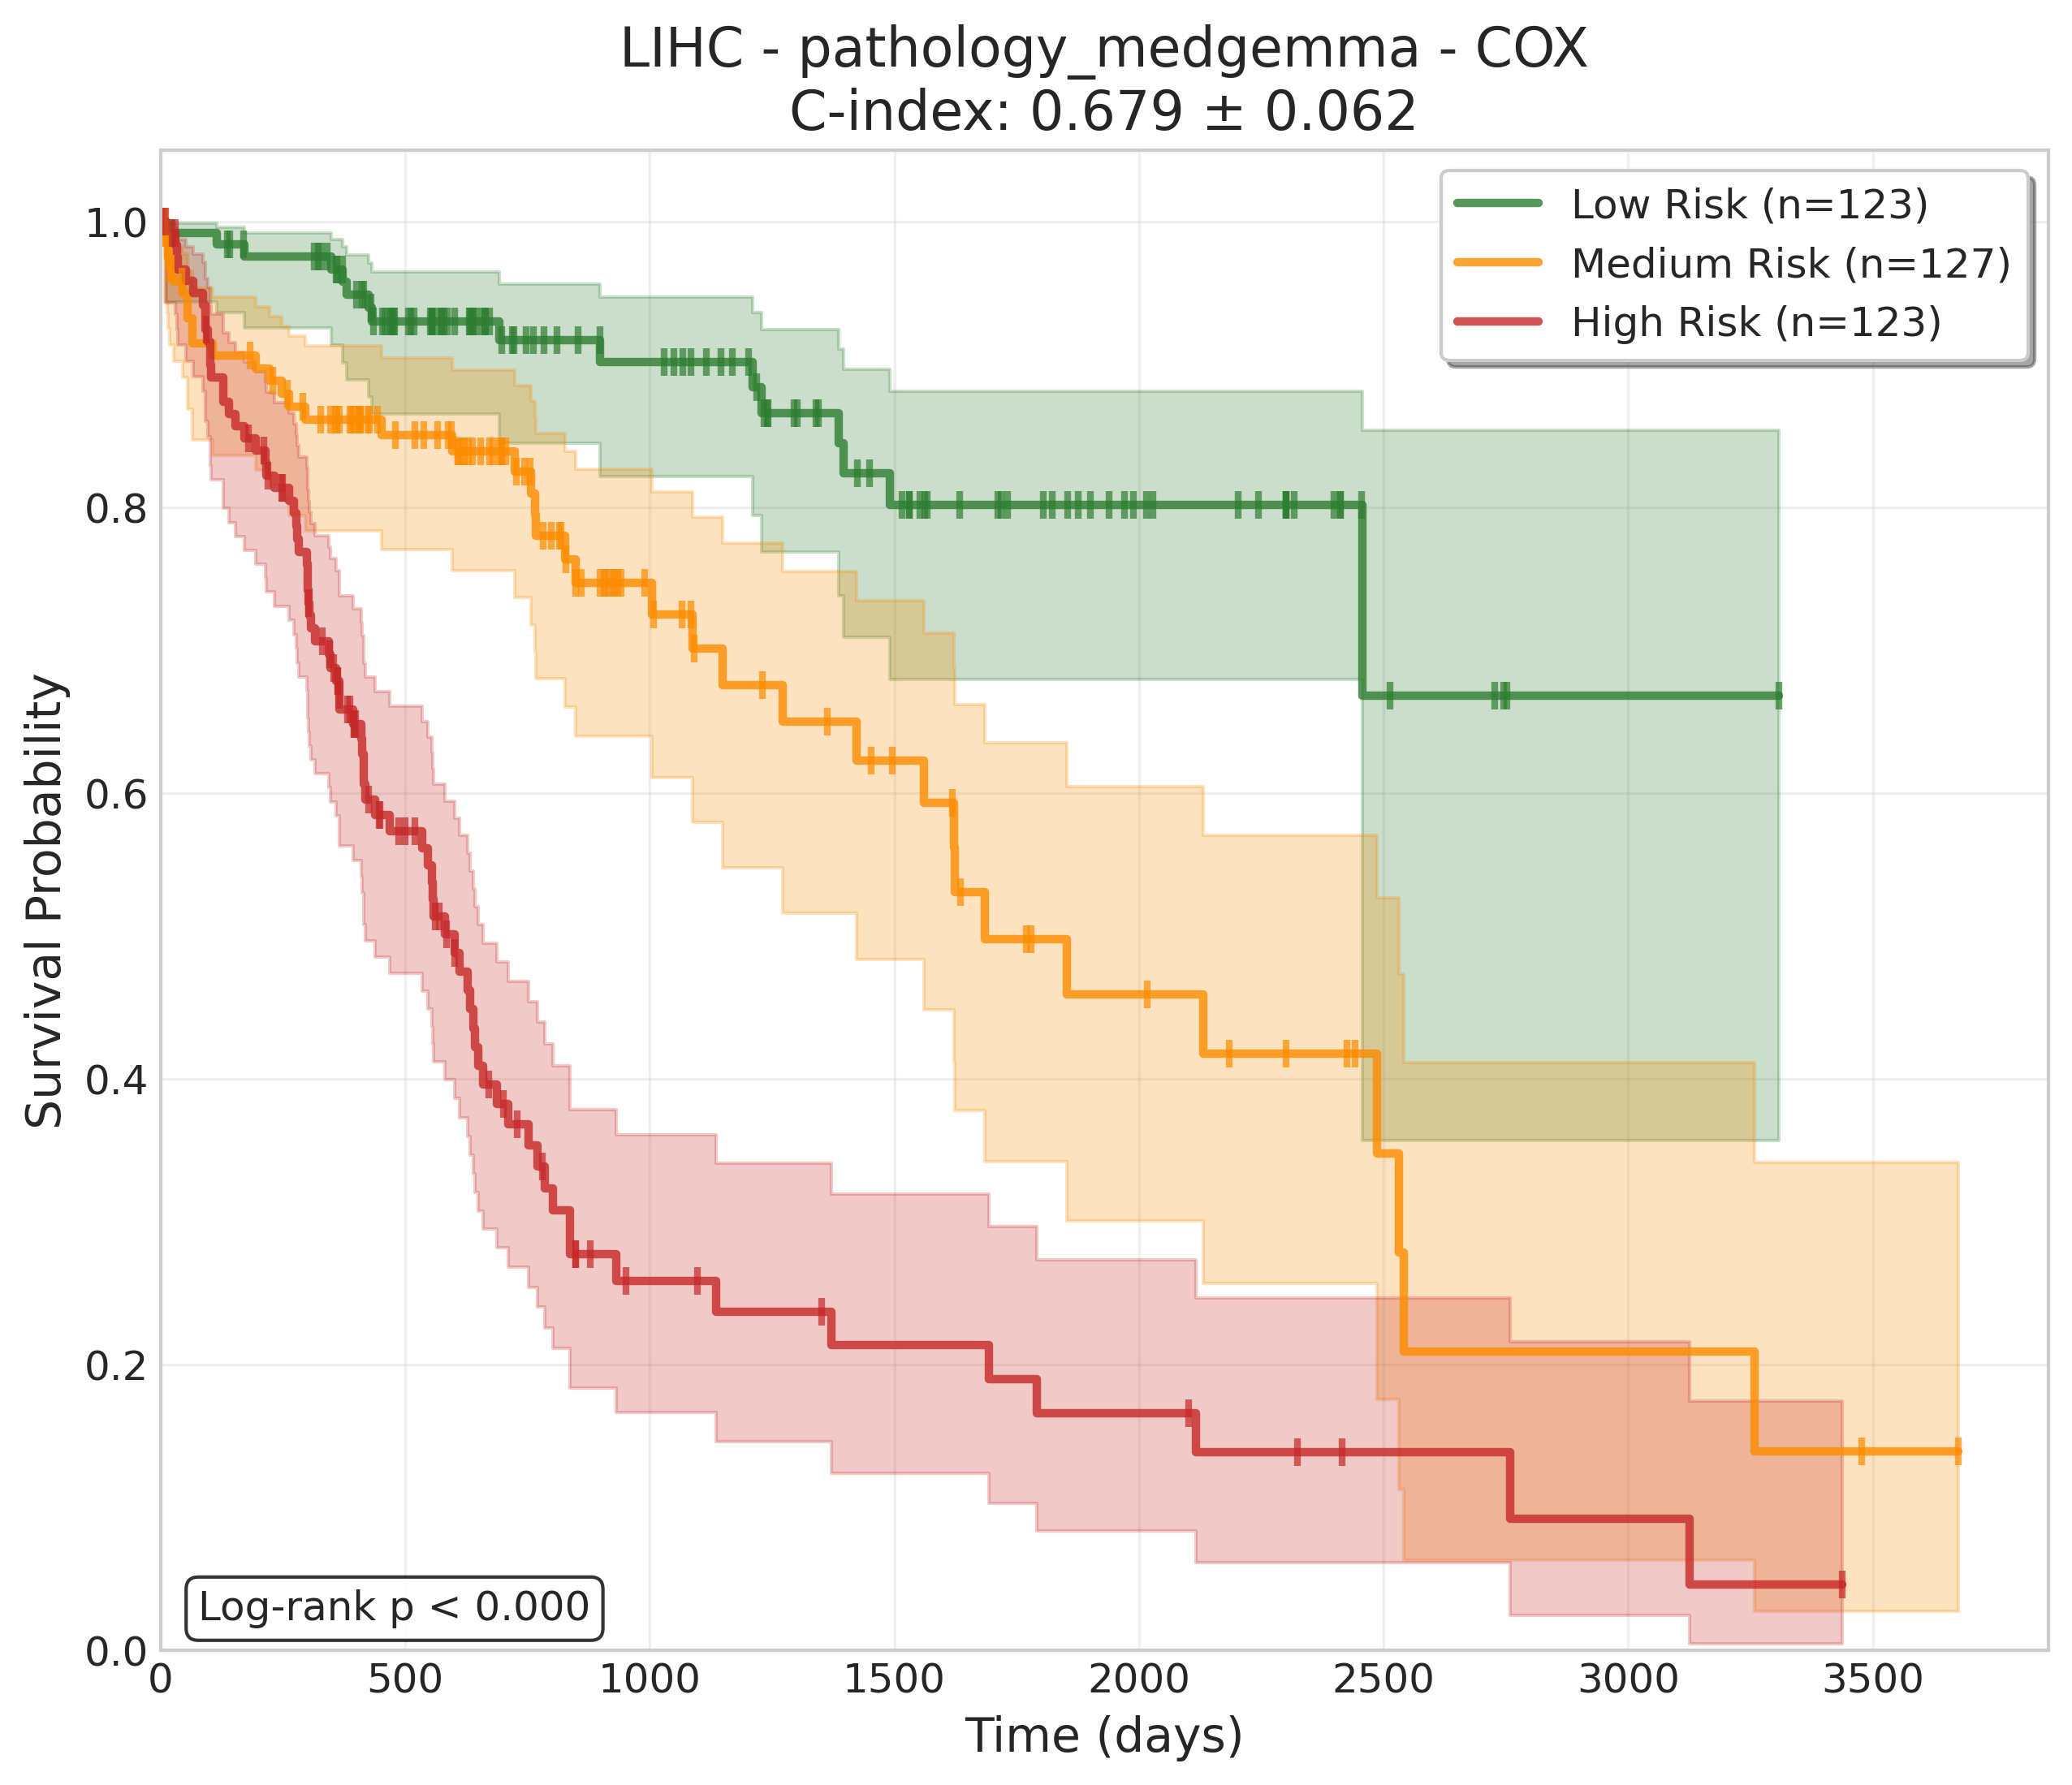 LIHC - pathology_medgemma - COX
C-index: 0.679 ± 0.062
Low Risk (n=123)
Medium Risk (n=127)
High Risk (n=123)
Survival Probability
1.0
0.8
0.6
0.4
0.2
0.0
Log-rank p < 0.000
0 500 1000 1500 2000 2500 3000 3500
Time (days)